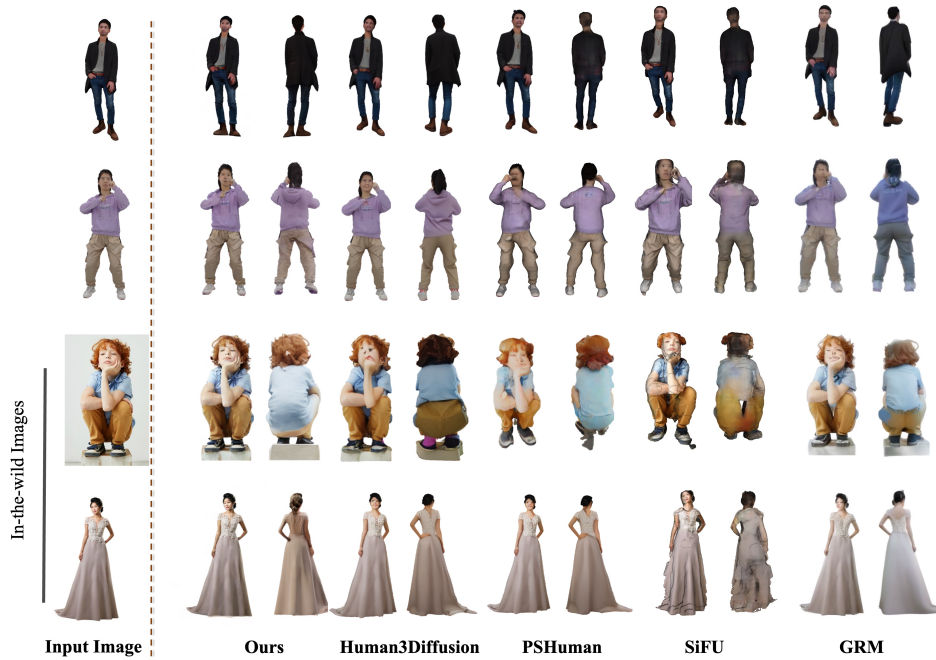 In-the-wild Images
Input Image
Ours
Human3Diffusion
PSHuman
SiFU
GRM